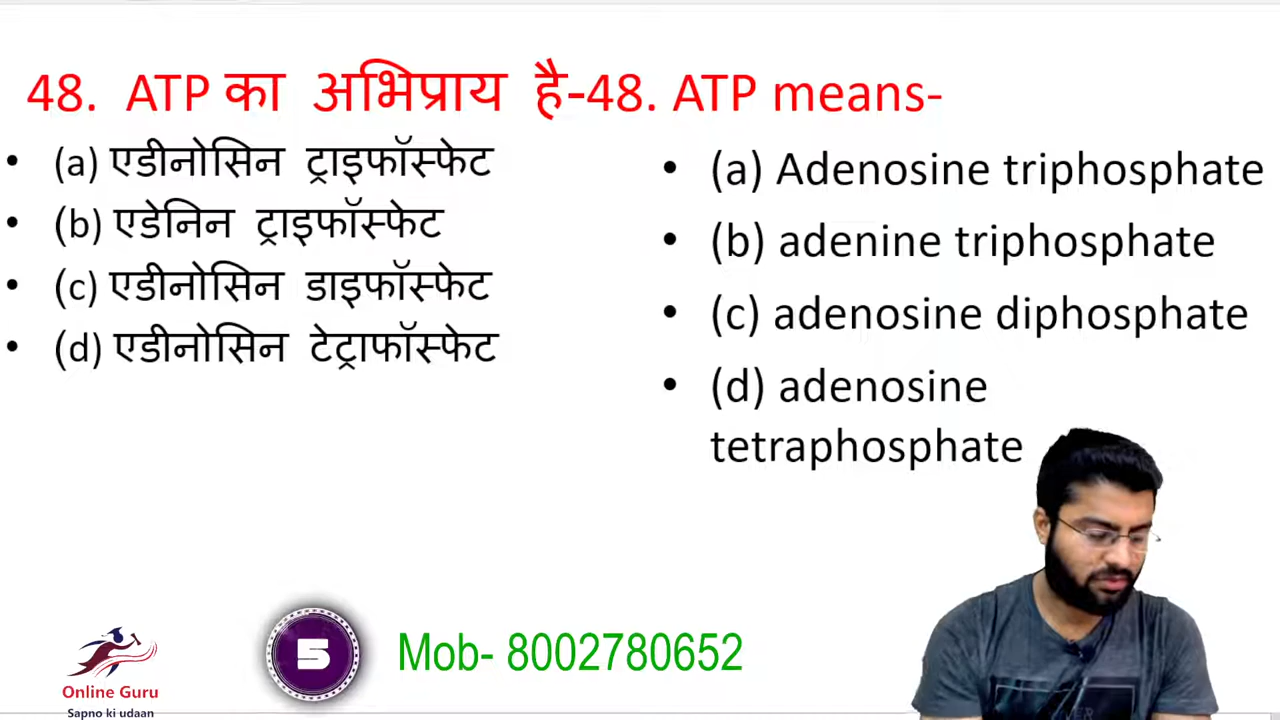 48. ATP का अभिप्राय है-48. ATP means-
• (a) एडीनोसिन ट्राइफॉस्फेट
• (b) एडेनिन ट्राइफॉस्फेट
• (c) एडीनोसिन डाइफॉस्फेट
• (d) एडीनोसिन टेट्राफॉस्फेट
• (a) Adenosine triphosphate
• (b) adenine triphosphate
• (c) adenosine diphosphate
• (d) adenosine
tetraphosphate
5
Mob- 8002780652
Online Guru
Sapno ki udaan